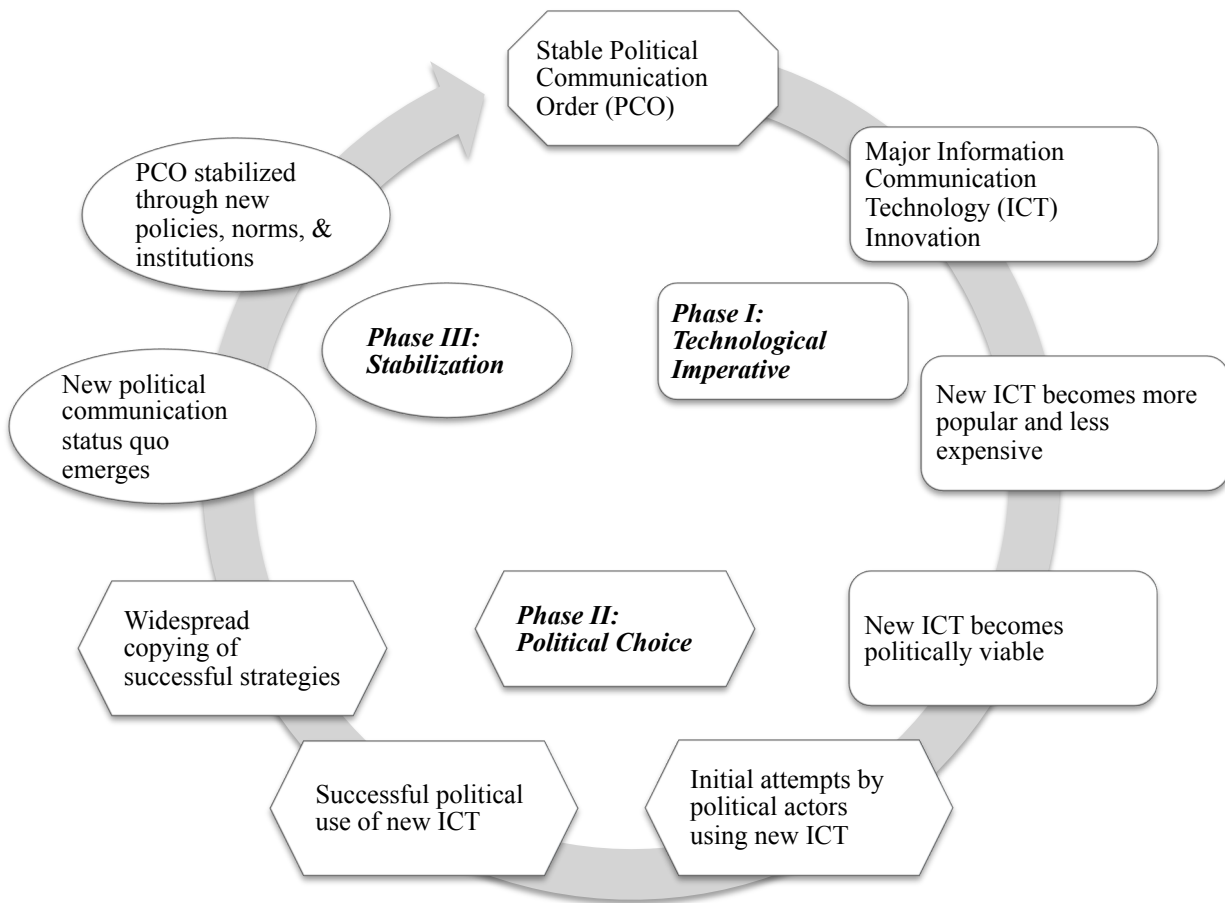 Stable Political
Communication
Order (PCO)
Major Information
Communication
Technology (ICT)
Innovation
New ICT becomes more
popular and less
expensive
New ICT becomes
politically viable
Initial attempts by
political actors
using new ICT
Successful political
use of new ICT
Widespread
copying of
successful strategies
New political
communication
status quo
emerges
PCO stabilized
through new
policies, norms, &
institutions
Phase I:
Technological
Imperative
Phase II:
Political Choice
Phase III:
Stabilization